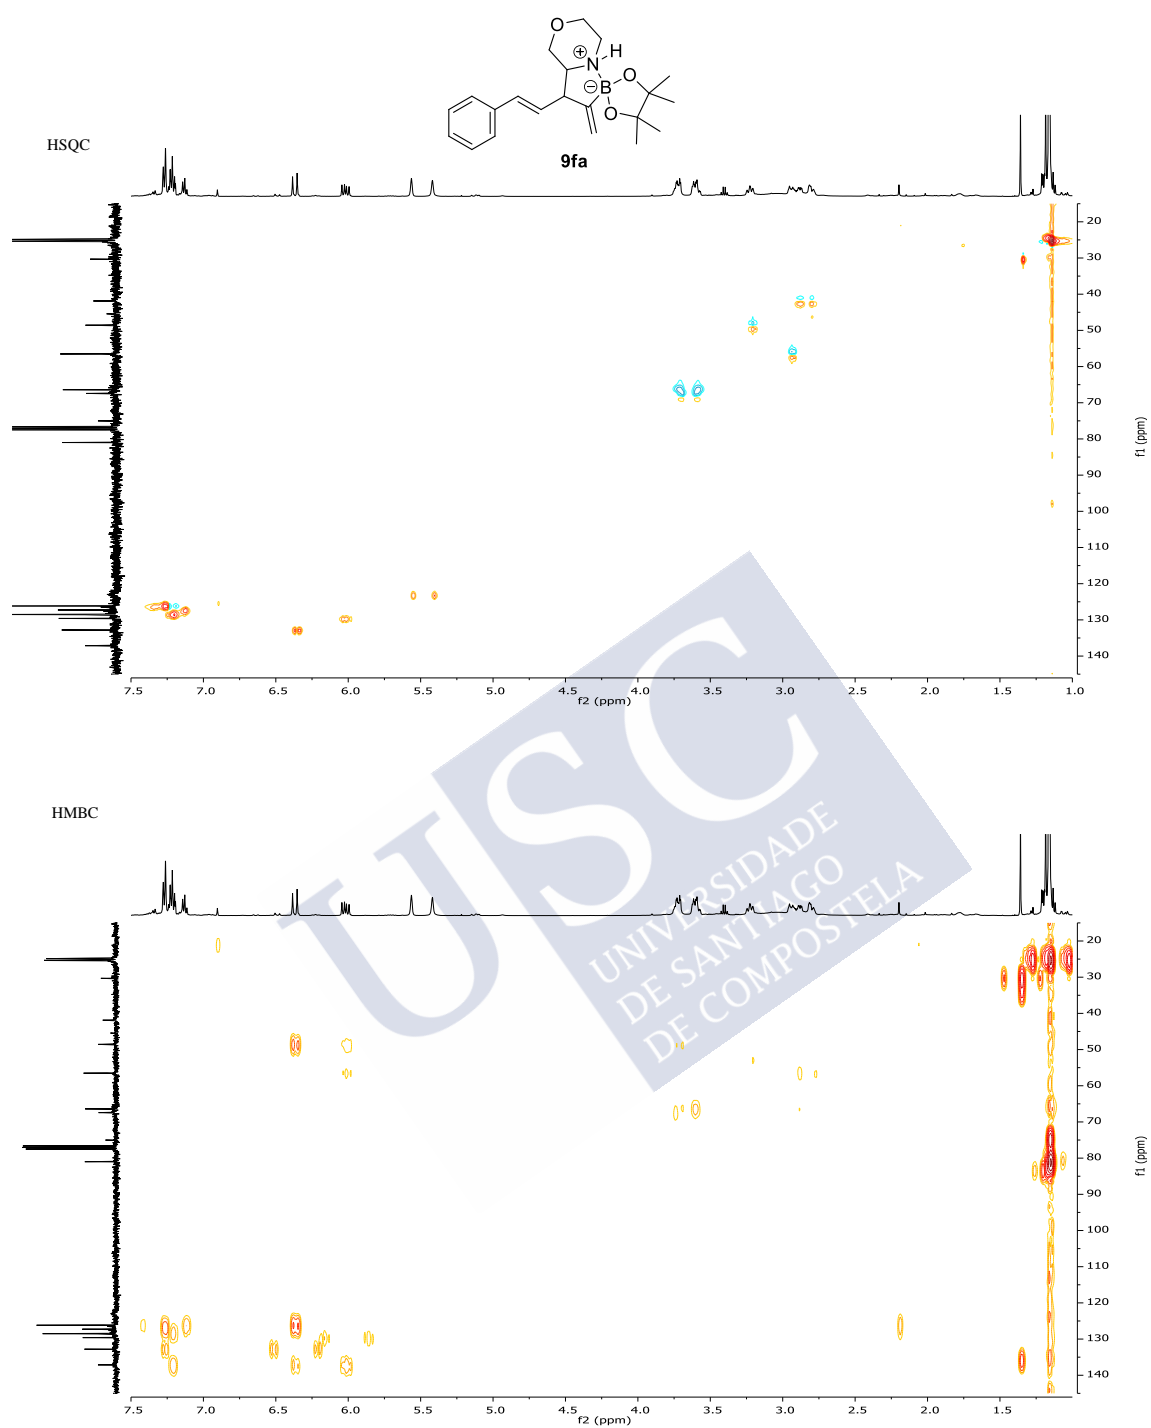 O
H
⊕
N
O
⊖
B
O
9fa
HSQC
20
30
40
50
60
70
80
90
100
110
120
130
140
f1 (ppm)
7.5 7.0 6.5 6.0 5.5 5.0 4.5 4.0 3.5 3.0 2.5 2.0 1.5 1.0
f2 (ppm)
USC
UNIVERSIDADE
DE SANTIAGO
DE COMPOSTELA
HMBC
20
30
40
50
60
70
80
90
100
110
120
130
140
f1 (ppm)
7.5 7.0 6.5 6.0 5.5 5.0 4.5 4.0 3.5 3.0 2.5 2.0 1.5 1.0
f2 (ppm)